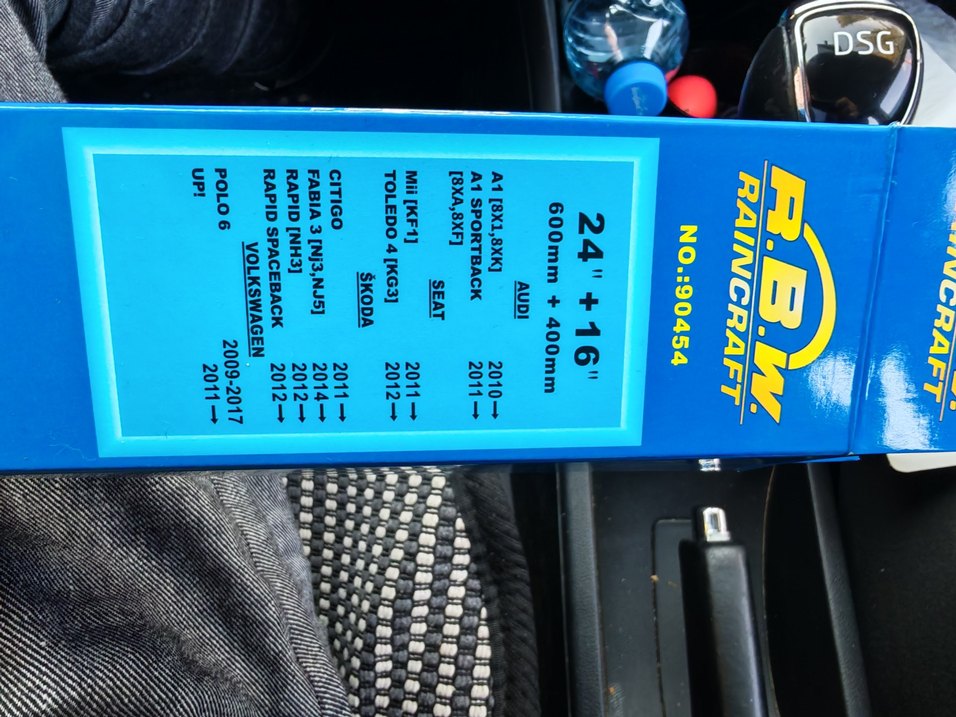 DSG
R.B.W.
RAINCRAFT
NO.:90454
24" + 16"
600mm + 400mm
AUDI
A1 [8X1,8XK] 2010→
A1 SPORTBACK 2011→
[8XA,8XF]
SEAT
Mii [KF1] 2011→
TOLEDO 4 [KG3] 2012→
ŠKODA
CITIGO 2011→
FABIA 3 [NJ3,NJ5] 2014→
RAPID [NH3] 2012→
RAPID SPACEBACK 2012→
VOLKSWAGEN
POLO 6 2009-2017
UP! 2011→